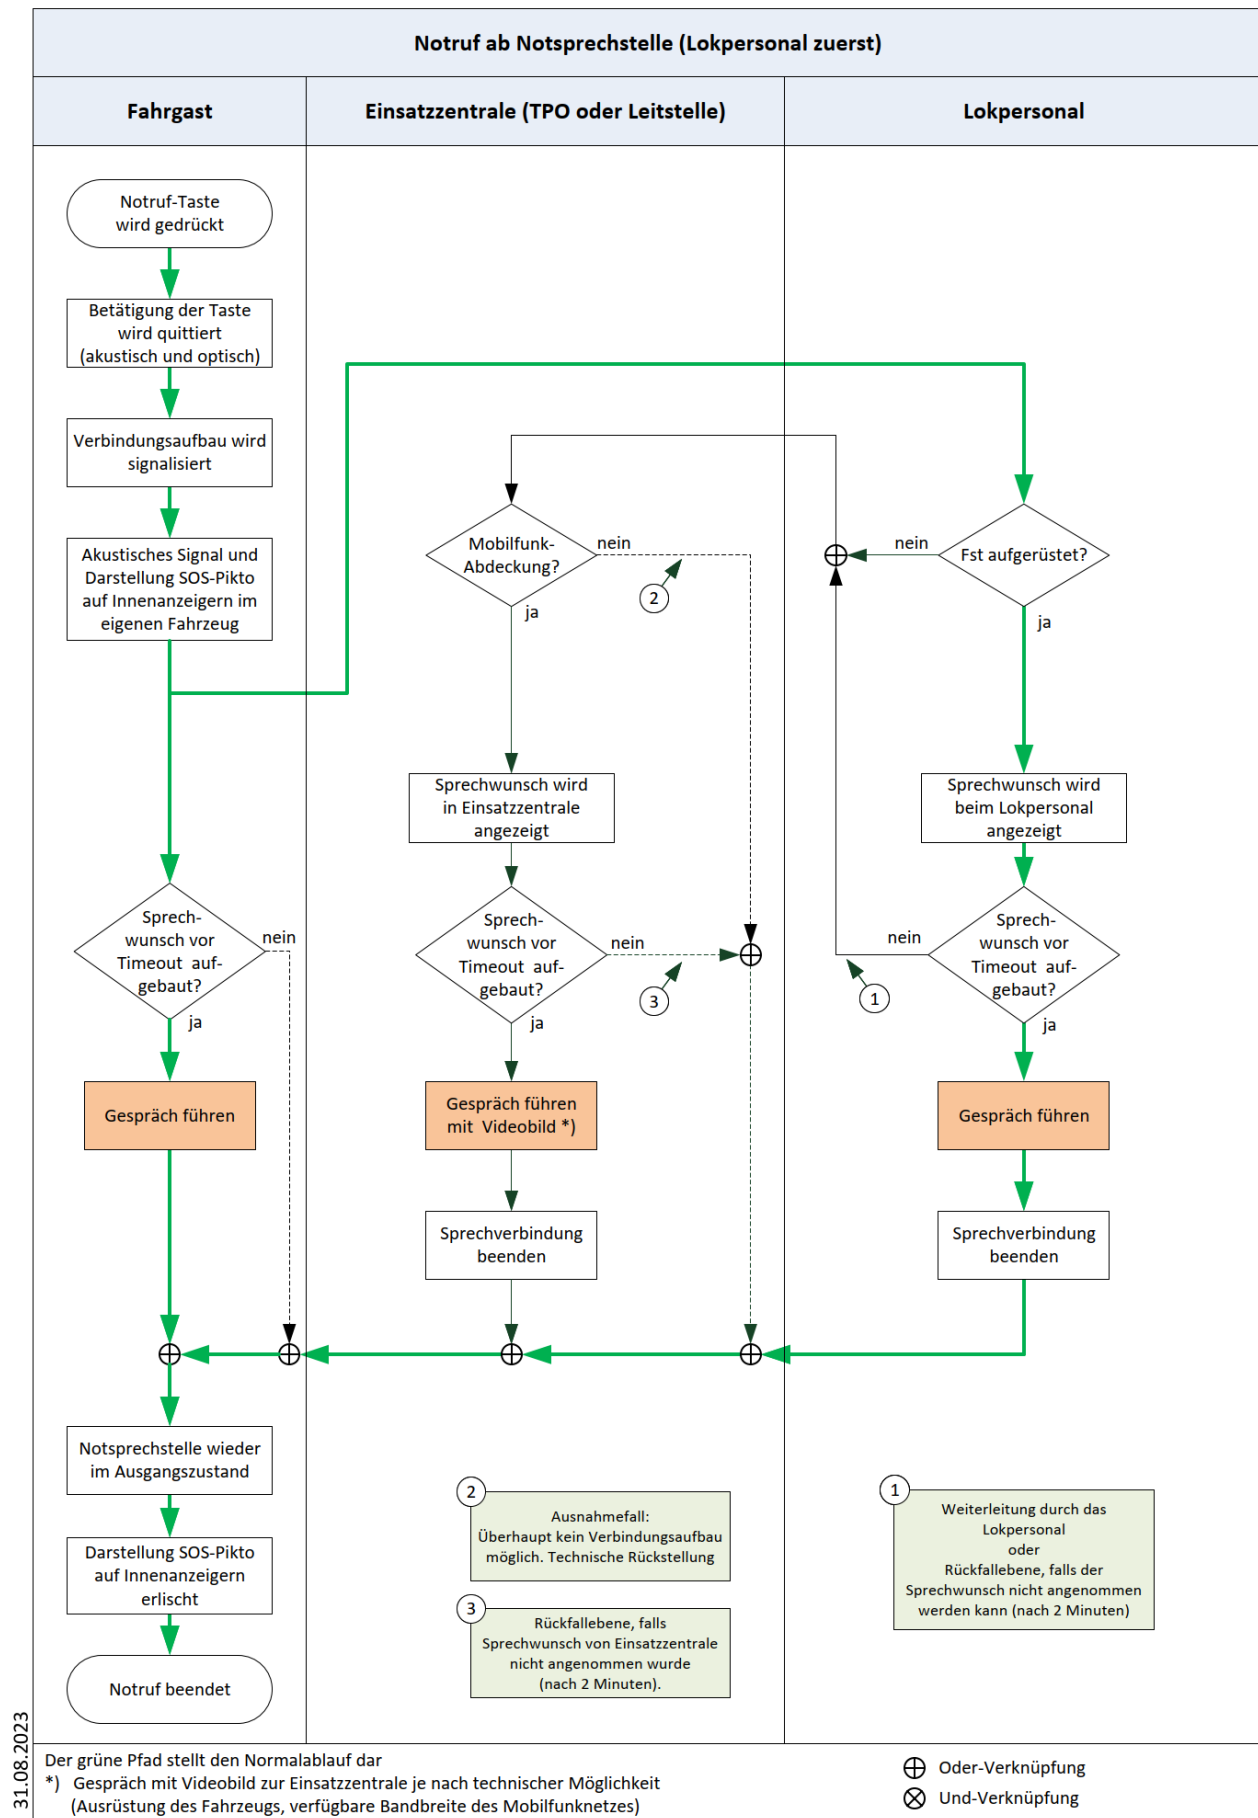 Notruf ab Notsprechstelle (Lokpersonal zuerst)
Fahrgast
Einsatzzentrale (TPO oder Leitstelle)
Lokpersonal
Notruf-Taste
wird gedrückt
Betätigung der Taste
wird quittiert
(akustisch und optisch)
Verbindungsaufbau wird
signalisiert
Akustisches Signal und
Darstellung SOS-Pikto
auf Innenanzeigern im
eigenen Fahrzeug
Sprech-
wunsch vor
Timeout auf-
gebaut?
nein
ja
Gespräch führen
Notsprechstelle wieder
im Ausgangszustand
Darstellung SOS-Pikto
auf Innenanzeigern
erlischt
Notruf beendet
Mobilfunk-
Abdeckung?
nein
2
ja
Sprechwunsch wird
in Einsatzzentrale
angezeigt
Sprech-
wunsch vor
Timeout auf-
gebaut?
nein
3
ja
Gespräch führen
mit Videobild *)
Sprechverbindung
beenden
2
Ausnahmefall:
Überhaupt kein Verbindungsaufbau
möglich. Technische Rückstellung
3
Rückfallebene, falls
Sprechwunsch von Einsatzzentrale
nicht angenommen wurde
(nach 2 Minuten).
Fst aufgerüstet?
nein
ja
Sprechwunsch wird
beim Lokpersonal
angezeigt
Sprech-
wunsch vor
Timeout auf-
gebaut?
nein
1
ja
Gespräch führen
Sprechverbindung
beenden
1
Weiterleitung durch das
Lokpersonal
oder
Rückfallebene, falls der
Sprechwunsch nicht angenommen
werden kann (nach 2 Minuten)
31.08.2023
Der grüne Pfad stellt den Normalablauf dar
*) Gespräch mit Videobild zur Einsatzzentrale je nach technischer Möglichkeit
(Ausrüstung des Fahrzeugs, verfügbare Bandbreite des Mobilfunknetzes)
Oder-Verknüpfung
Und-Verknüpfung